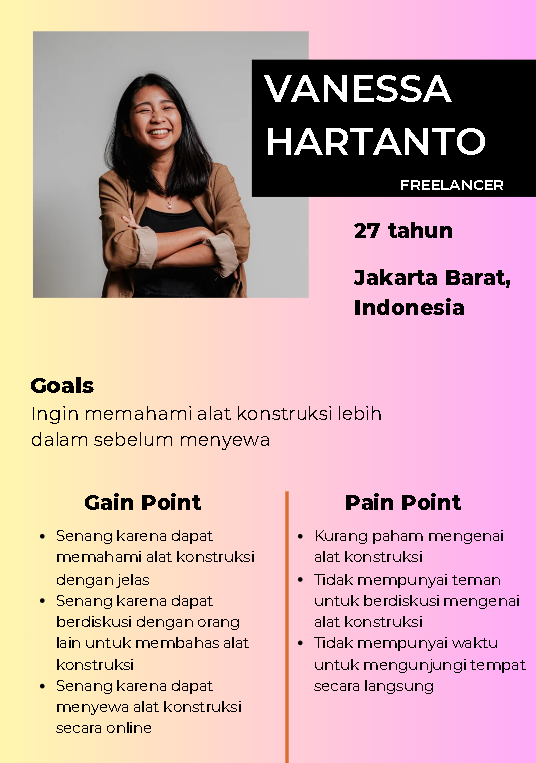 VANESSA
HARTANTO
FREELANCER
27 tahun
Jakarta Barat,
Indonesia
Goals
Ingin memahami alat konstruksi lebih
dalam sebelum menyewa
Gain Point
• Senang karena dapat
memahami alat konstruksi
dengan jelas
• Senang karena dapat
berdiskusi dengan orang
lain untuk membahas alat
konstruksi
• Senang karena dapat
menyewa alat konstruksi
secara online
Pain Point
• Kurang paham mengenai
alat konstruksi
• Tidak mempunyai teman
untuk berdiskusi mengenai
alat konstruksi
• Tidak mempunyai waktu
untuk mengunjungi tempat
secara langsung